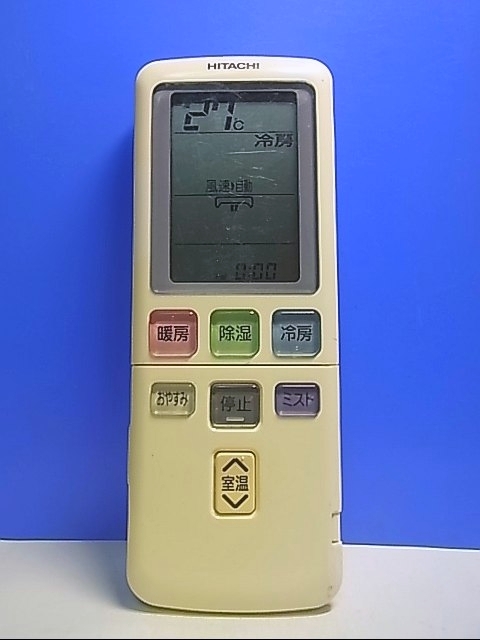 HITACHI
27℃
冷房
風速 自動
0:00
暖房 除湿 冷房
おやすみ 停止 ミスト
室温